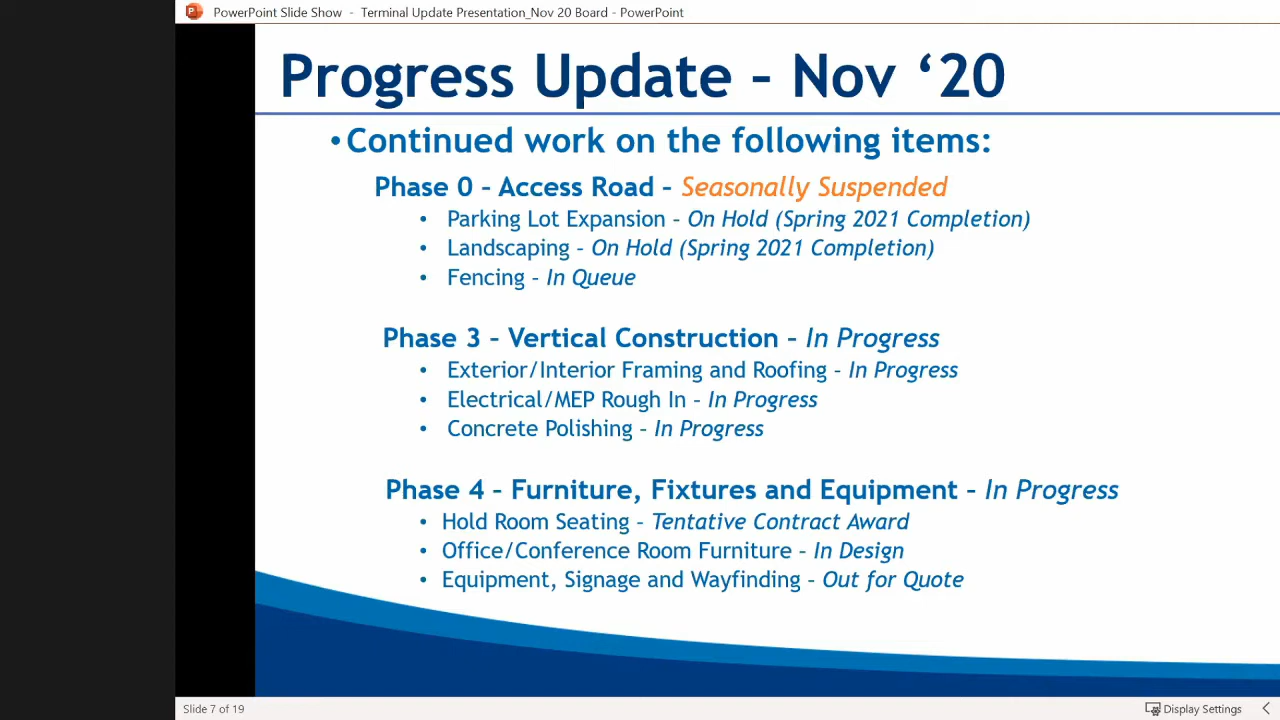 PowerPoint Slide Show - Terminal Update Presentation_Nov 20 Board - PowerPoint
Progress Update – Nov ‘20
• Continued work on the following items:
Phase 0 – Access Road – Seasonally Suspended
• Parking Lot Expansion – On Hold (Spring 2021 Completion)
• Landscaping – On Hold (Spring 2021 Completion)
• Fencing – In Queue
Phase 3 – Vertical Construction – In Progress
• Exterior/Interior Framing and Roofing – In Progress
• Electrical/MEP Rough In – In Progress
• Concrete Polishing – In Progress
Phase 4 – Furniture, Fixtures and Equipment – In Progress
• Hold Room Seating – Tentative Contract Award
• Office/Conference Room Furniture – In Design
• Equipment, Signage and Wayfinding – Out for Quote
Slide 7 of 19
Display Settings